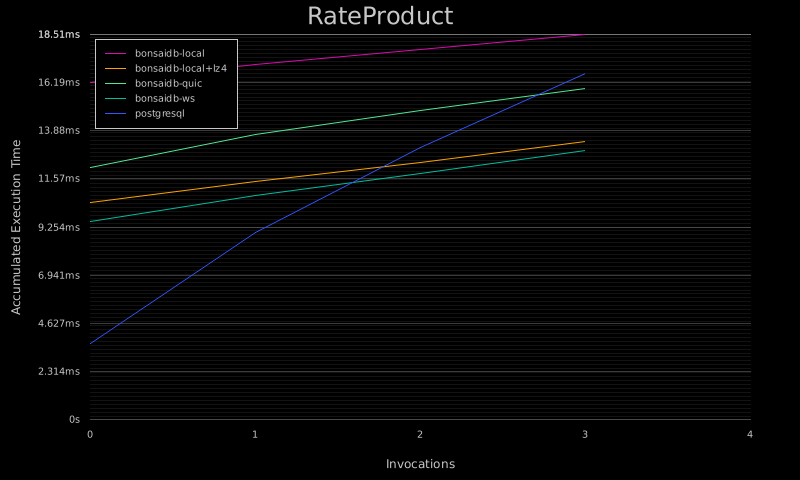 RateProduct
18.51ms
16.19ms
13.88ms
11.57ms
9.254ms
6.941ms
4.627ms
2.314ms
0s
Accumulated Execution Time
bonsaidb-local
bonsaidb-local+lz4
bonsaidb-quic
bonsaidb-ws
postgresql
0 1 2 3 4
Invocations